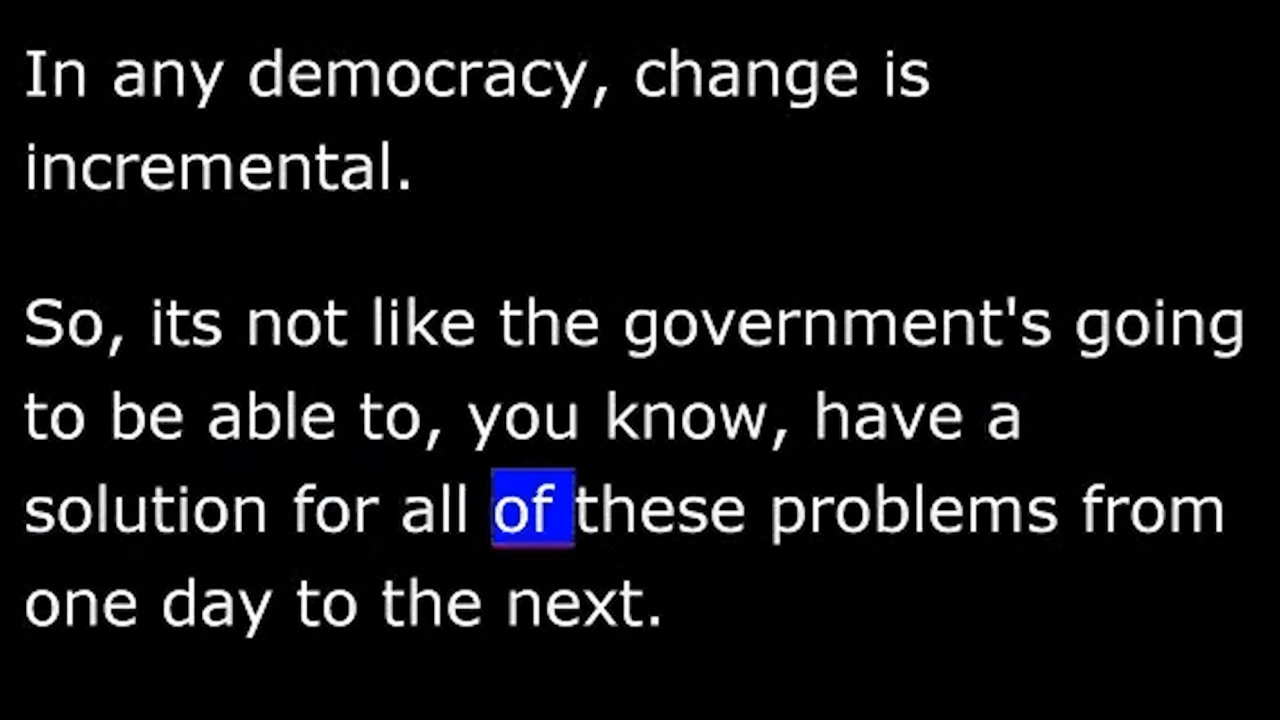 In any democracy, change is
incremental.
So, its not like the government's going
to be able to, you know, have a
solution for all of these problems from
one day to the next.